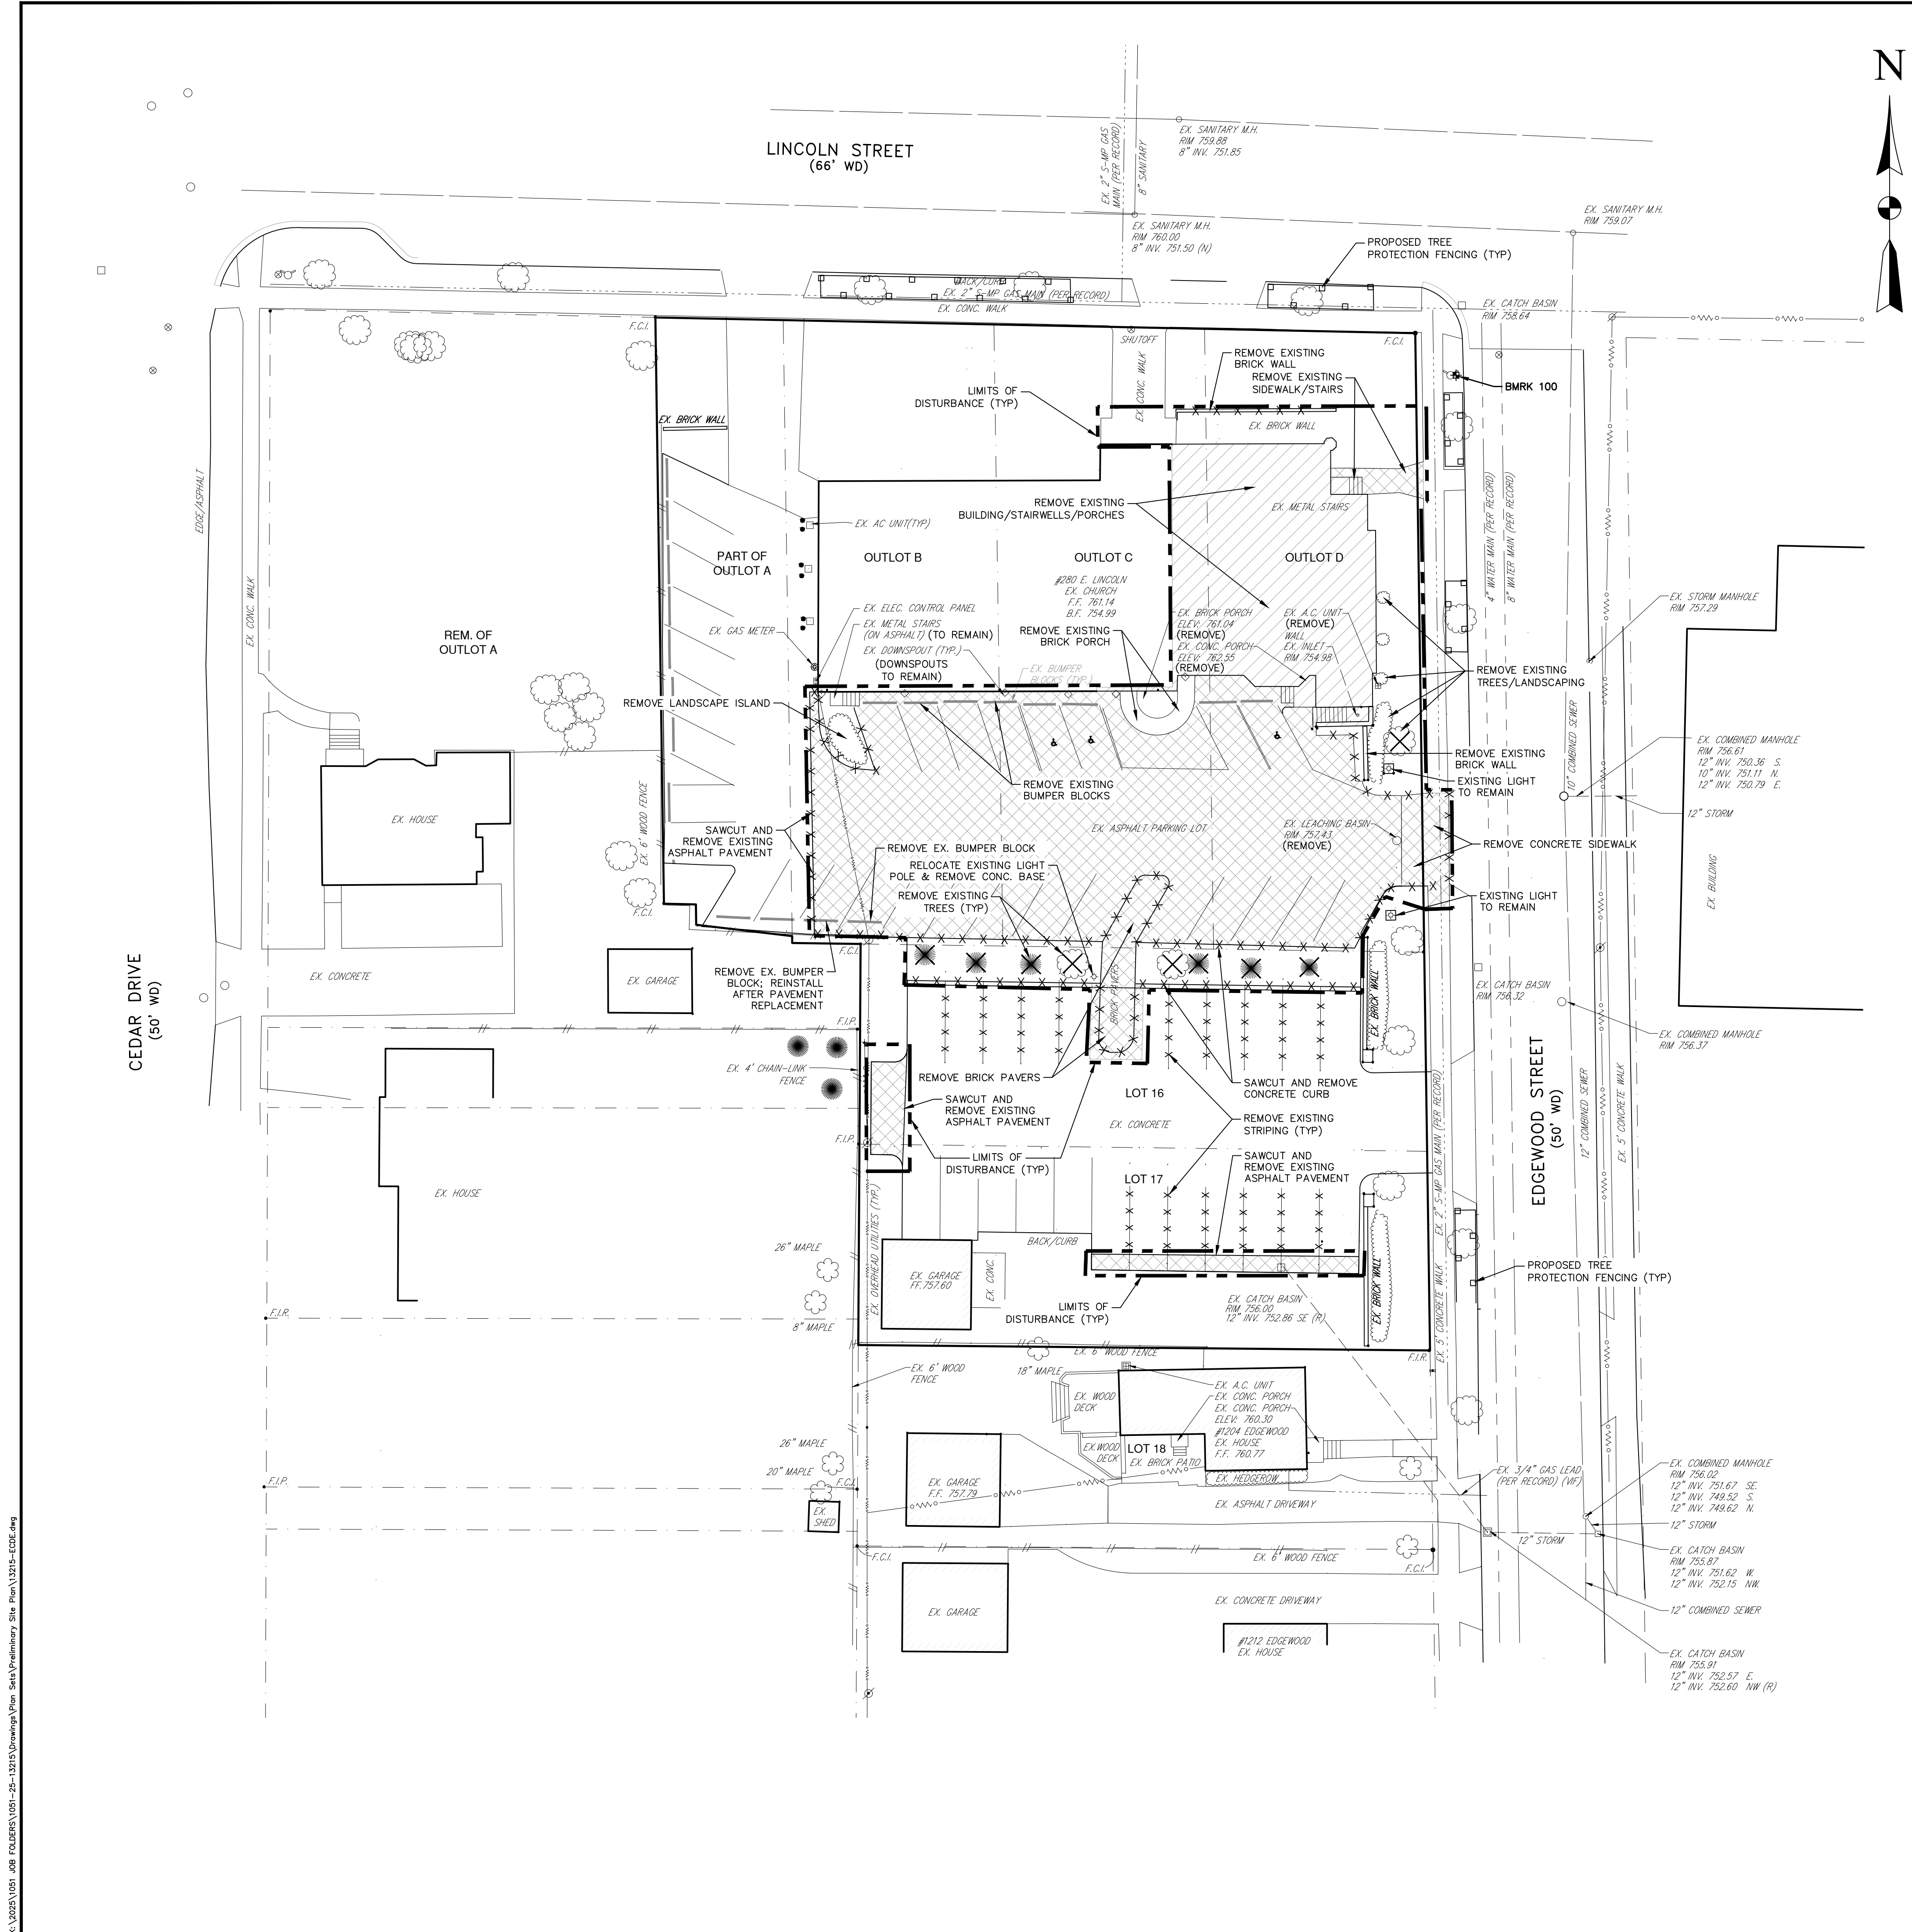 N
LINCOLN STREET
(66' WD)
EX. 2" S-MP GAS
MAIN (PER RECORD)
8" SANITARY
EX. SANITARY M.H.
RIM 759.88
8" INV. 751.85
EX. SANITARY M.H.
RIM 760.00
8" INV. 751.50 (N)
EX. SANITARY M.H.
RIM 759.07
PROPOSED TREE
PROTECTION FENCING (TYP)
BACK/CURB
EX. 2" S-MP GAS MAIN (PER RECORD)
EX. CONC. WALK
EX. CATCH BASIN
RIM 758.64
F.C.I.
SHUTOFF
F.C.I.
EX. CONC. WALK
REMOVE EXISTING
BRICK WALL
REMOVE EXISTING
SIDEWALK/STAIRS
BMRK 100
LIMITS OF
DISTURBANCE (TYP)
EX. BRICK WALL
EX. BRICK WALL
EDGE/ASPHALT
EX. CONC. WALK
REMOVE EXISTING
BUILDING/STAIRWELLS/PORCHES
EX. METAL STAIRS
4" WATER MAIN (PER RECORD)
8" WATER MAIN (PER RECORD)
EX. AC UNIT(TYP)
PART OF
OUTLOT A
OUTLOT B
OUTLOT C
OUTLOT D
#280 E. LINCOLN
EX. CHURCH
F.F. 761.14
B.F. 754.99
EX. ELEC. CONTROL PANEL
EX. METAL STAIRS
(ON ASPHALT) (TO REMAIN)
EX. GAS METER
EX. DOWNSPOUT (TYP.)
(DOWNSPOUTS
TO REMAIN)
EX. BUMPER
BLOCKS (TYP.)
REMOVE EXISTING
BRICK PORCH
EX. BRICK PORCH
ELEV: 761.04
(REMOVE)
EX. CONC. PORCH
ELEV: 762.55
(REMOVE)
EX. A.C. UNIT
(REMOVE)
WALL
EX. INLET
RIM 754.98
EX. STORM MANHOLE
RIM 757.29
REM. OF
OUTLOT A
REMOVE EXISTING
TREES/LANDSCAPING
REMOVE LANDSCAPE ISLAND
10" COMBINED SEWER
EX. COMBINED MANHOLE
RIM 756.61
12" INV. 750.36 S.
10" INV. 751.11 N.
12" INV. 750.79 E.
REMOVE EXISTING
BRICK WALL
EXISTING LIGHT
TO REMAIN
REMOVE EXISTING
BUMPER BLOCKS
12" STORM
EX. HOUSE
EX. 6' WOOD FENCE
SAWCUT AND
REMOVE EXISTING
ASPHALT PAVEMENT
EX. ASPHALT PARKING LOT
EX. LEACHING BASIN
RIM 757.43
(REMOVE)
REMOVE CONCRETE SIDEWALK
REMOVE EX. BUMPER BLOCK
RELOCATE EXISTING LIGHT
POLE & REMOVE CONC. BASE
REMOVE EXISTING
TREES (TYP)
EX. BUILDING
EXISTING LIGHT
TO REMAIN
F.C.I.
F.C.I.
CEDAR DRIVE
(50' WD)
EX. CONCRETE
EX. GARAGE
REMOVE EX. BUMPER
BLOCK; REINSTALL
AFTER PAVEMENT
REPLACEMENT
BRICK PAVERS
EX. BRICK WALL
EX. CATCH BASIN
RIM 756.32
F.I.P.
EX. COMBINED MANHOLE
RIM 756.37
EX. 4' CHAIN-LINK
FENCE
REMOVE BRICK PAVERS
SAWCUT AND REMOVE
CONCRETE CURB
LOT 16
SAWCUT AND
REMOVE EXISTING
ASPHALT PAVEMENT
REMOVE EXISTING
STRIPING (TYP)
EX. CONCRETE
F.I.P.
LIMITS OF
DISTURBANCE (TYP)
SAWCUT AND
REMOVE EXISTING
ASPHALT PAVEMENT
LOT 17
EDGEWOOD STREET
(50' WD)
12" COMBINED SEWER
EX. 5' CONCRETE WALK
EX. HOUSE
EX. OVERHEAD UTILITIES (TYP.)
26" MAPLE
BACK/CURB
EX. GARAGE
FF.757.60
EX. CONC.
PROPOSED TREE
PROTECTION FENCING (TYP)
EX. BRICK WALL
EX. 5' CONCRETE WALK
EX. 2" S-MP GAS MAIN (PER RECORD)
F.I.R.
8" MAPLE
LIMITS OF
DISTURBANCE (TYP)
EX. CATCH BASIN
RIM 756.00
12" INV. 752.86 SE (R)
EX. 6' WOOD FENCE
F.I.R.
EX. 6' WOOD
FENCE
18" MAPLE
EX. WOOD
DECK
EX. A.C. UNIT
EX. CONC. PORCH
EX. CONC. PORCH
ELEV: 760.30
#1204 EDGEWOOD
EX. HOUSE
F.F. 760.77
26" MAPLE
EX.WOOD
DECK
LOT 18
EX. BRICK PATIO
EX. HEDGEROW
20" MAPLE
F.I.P.
F.C.I.
EX. GARAGE
F.F. 757.79
EX.
SHED
EX. ASPHALT DRIVEWAY
EX. 3/4" GAS LEAD
(PER RECORD) (VIF)
EX. COMBINED MANHOLE
RIM 756.02
12" INV. 751.67 SE.
12" INV. 749.52 S.
12" INV. 749.62 N.
12" STORM
12" STORM
EX. CATCH BASIN
RIM 755.87
12" INV. 751.62 W.
12" INV. 752.15 NW.
F.C.I.
EX. 6' WOOD FENCE
F.C.I.
EX. GARAGE
EX. CONCRETE DRIVEWAY
12" COMBINED SEWER
#1212 EDGEWOOD
EX. HOUSE
EX. CATCH BASIN
RIM 755.91
12" INV. 752.57 E.
12" INV. 752.60 NW (R)
X:\2025\1051 JOB FOLDERS\1051-25-13215\Drawings\Plan Sets\Preliminary Site Plan\13215-ECDE.dwg